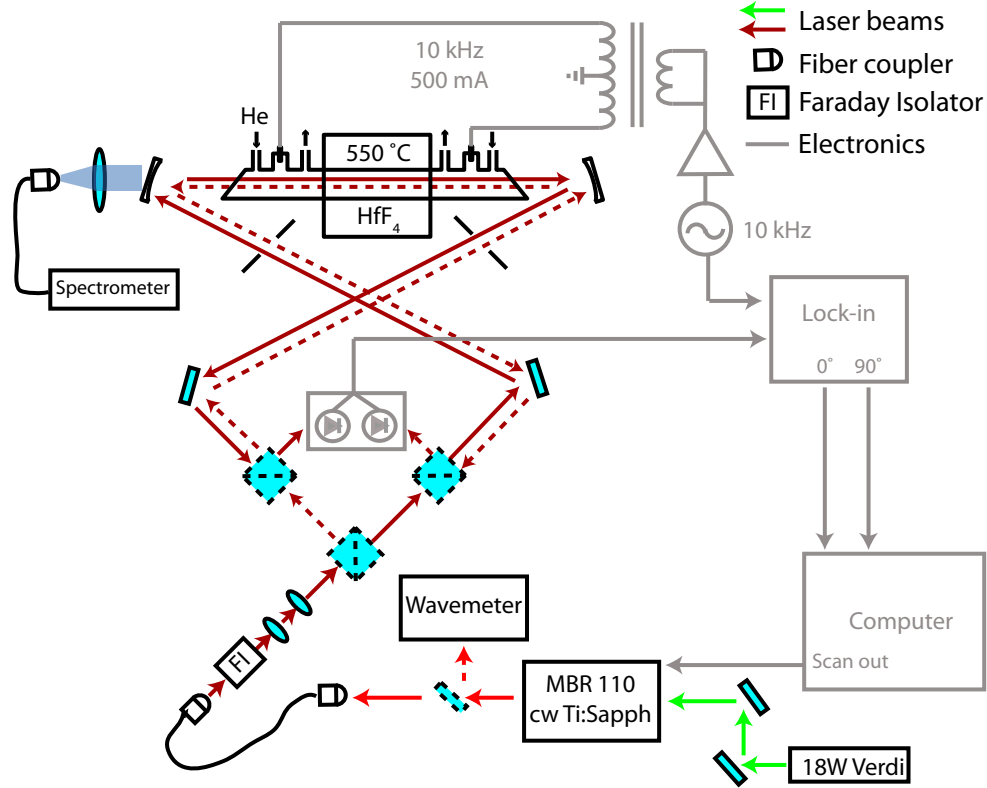 Laser beams
Fiber coupler
FI
Faraday Isolator
Electronics
10 kHz
500 mA
He
550 ˚C
HfF4
10 kHz
Spectrometer
Lock-in
0˚ 90˚
Computer
Scan out
Wavemeter
FI
MBR 110
cw Ti:Sapph
18W Verdi